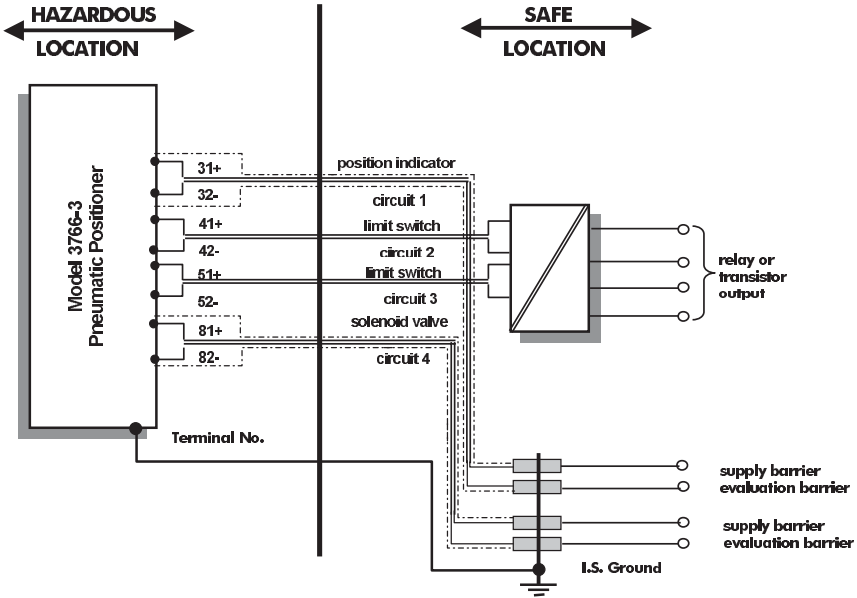 HAZARDOUS
LOCATION
SAFE
LOCATION
Model 3766-3
Pneumatic Positioner
31+
32-
41+
42-
51+
52-
81+
82-
position indicator
circuit 1
limit switch
circuit 2
limit switch
circuit 3
solenoid valve
circuit 4
relay or
transistor
output
Terminal No.
supply barrier
evaluation barrier
supply barrier
evaluation barrier
I.S. Ground